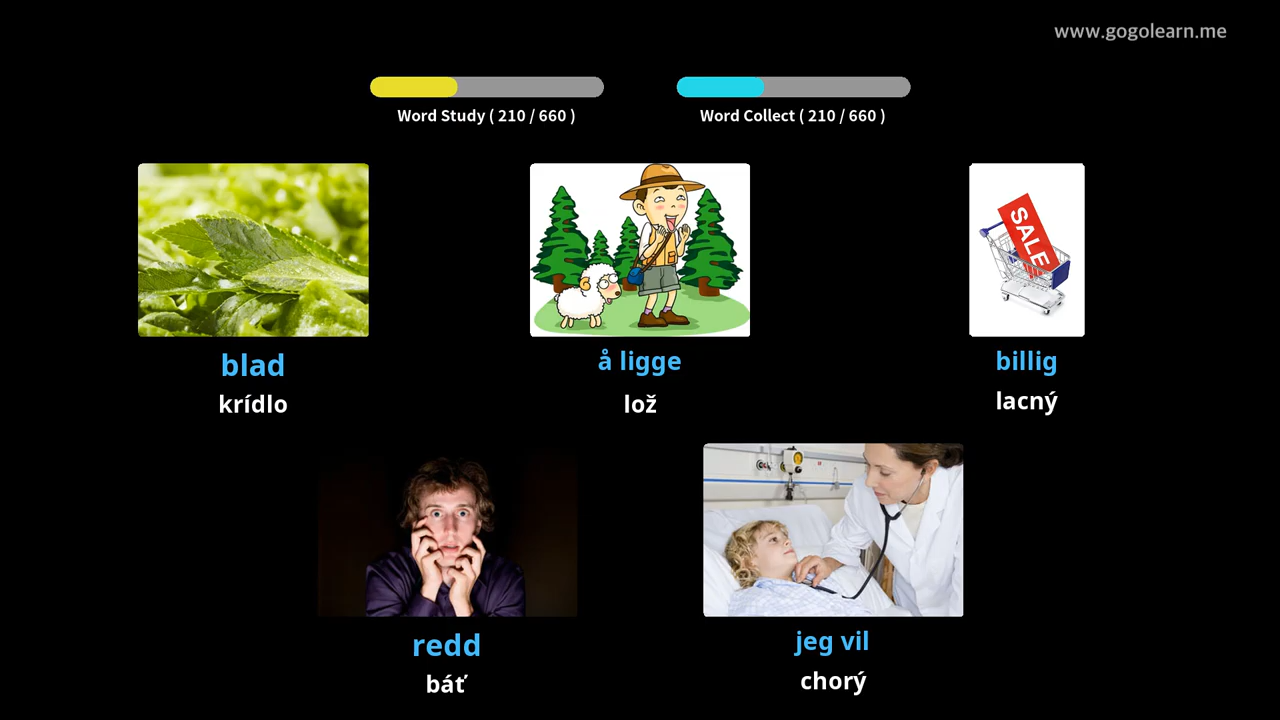 www.gogolearn.me
Word Study ( 210 / 660 )
Word Collect ( 210 / 660 )
SALE
blad
krídlo
å ligge
lož
billig
lacný
redd
báť
jeg vil
chorý